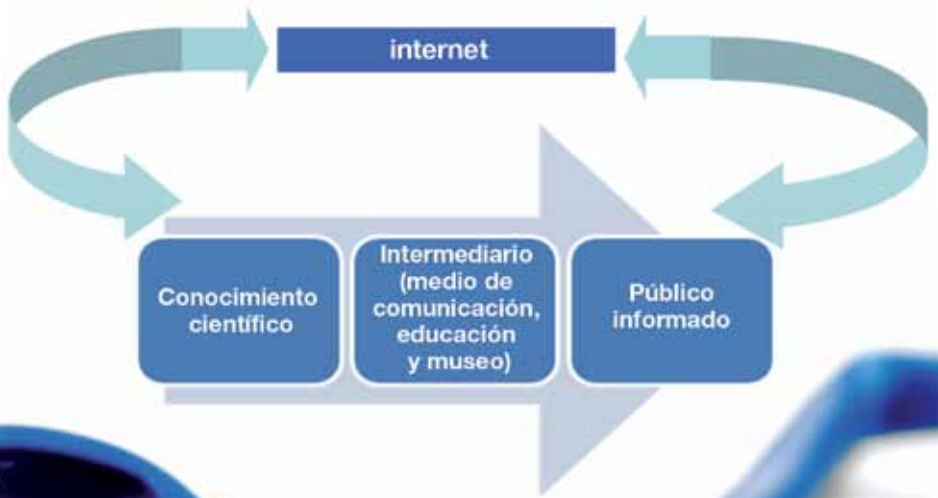 internet
Conocimiento
científico
Intermediario
(medio de
comunicación,
educación
y museo)
Público
informado